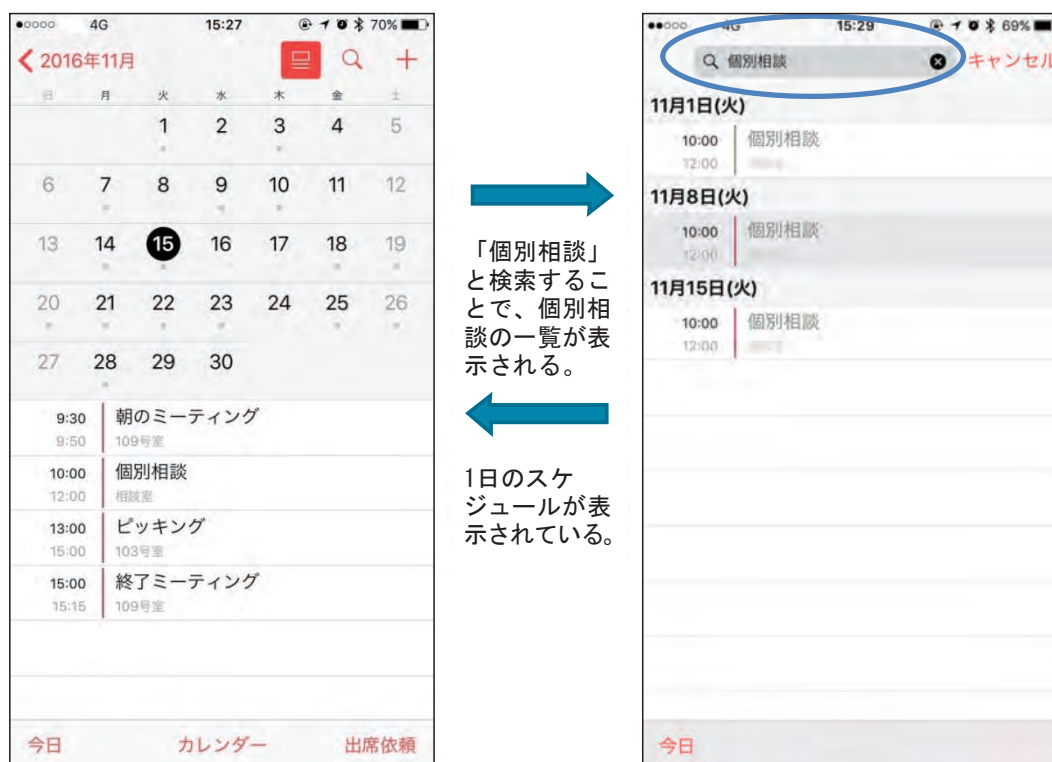 4G 15:27 70%
2016年11月
日 月 火 水 木 金 土
1 2 3 4 5
6 7 8 9 10 11 12
13 14 15 16 17 18 19
20 21 22 23 24 25 26
27 28 29 30
9:30 朝のミーティング
9:50 109号室
10:00 個別相談
12:00 相談室
13:00 ピッキング
15:00 103号室
15:00 終了ミーティング
15:15 109号室
今日 カレンダー 出席依頼
「個別相談」
と検索するこ
とで、個別相
談の一覧が表
示される。
1日のスケ
ジュールが表
示されている。
4G 15:29 69%
個別相談 キャンセル
11月1日(火)
10:00 個別相談
12:00
11月8日(火)
10:00 個別相談
12:00
11月15日(火)
10:00 個別相談
12:00
今日